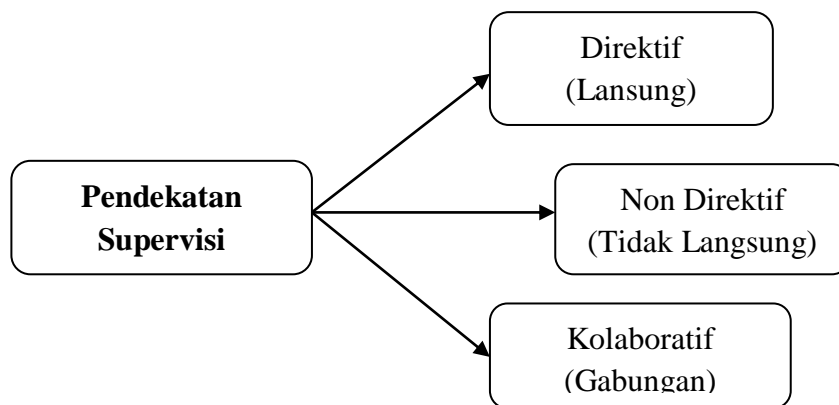 Direktif
(Lansung)
Pendekatan
Supervisi
Non Direktif
(Tidak Langsung)
Kolaboratif
(Gabungan)